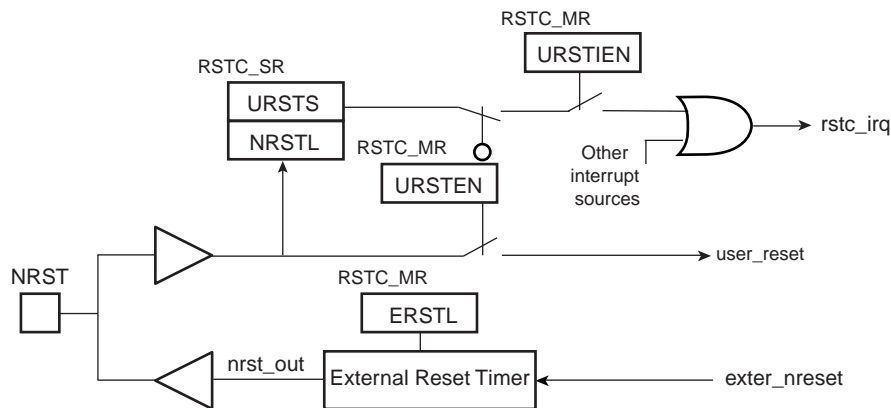 RSTC_MR
URSTIEN
RSTC_SR
URSTS
NRSTL
RSTC_MR
URSTEN
rstc_irq
Other
interrupt
sources
user_reset
NRST
RSTC_MR
ERSTL
nrst_out
External Reset Timer
exter_nreset